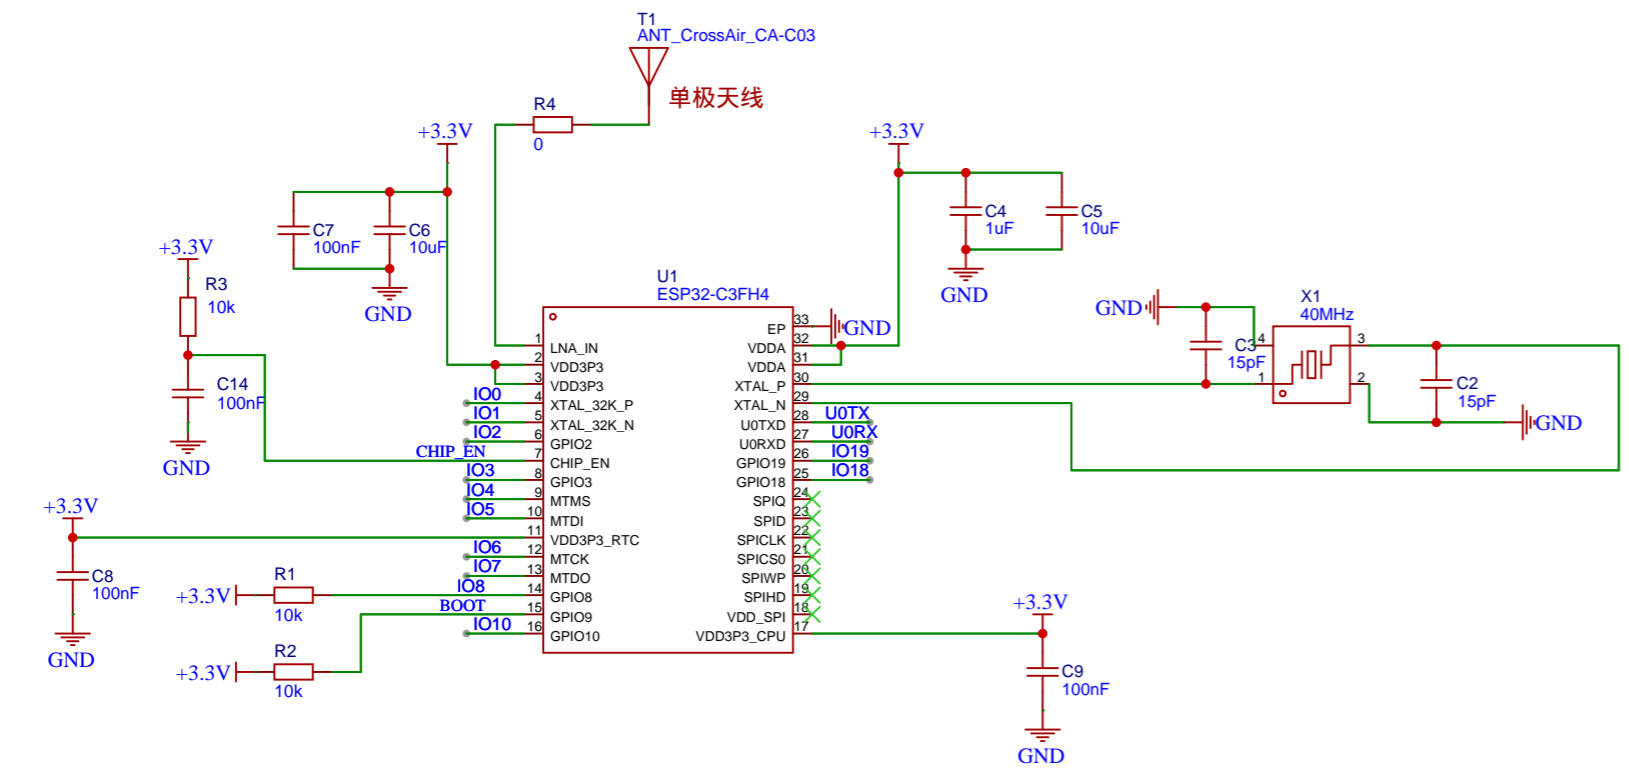 T1
ANT_CrossAir_CA-C03
单极天线
R4
0
+3.3V
+3.3V
C7
100nF
C6
10uF
GND
C4
1uF
C5
10uF
GND
+3.3V
R3
10k
C14
100nF
GND
U1
ESP32-C3FH4
GND
C3
15pF
X1
40MHz
4
3
1
2
C2
15pF
GND
33
EP
GND
1
LNA_IN
32
VDDA
2
VDD3P3
31
VDDA
3
VDD3P3
30
XTAL_P
IO0
4
XTAL_32K_P
29
XTAL_N
IO1
5
XTAL_32K_N
28
U0TXD
U0TX
IO2
6
GPIO2
27
U0RXD
U0RX
CHIP_EN
7
CHIP_EN
26
GPIO19
IO19
IO3
8
GPIO3
25
GPIO18
IO18
IO4
9
MTMS
24
SPIQ
IO5
10
MTDI
23
SPID
11
VDD3P3_RTC
22
SPICLK
IO6
12
MTCK
21
SPICS0
IO7
13
MTDO
20
SPIWP
IO8
14
GPIO8
19
SPIHD
BOOT
15
GPIO9
18
VDD_SPI
IO10
16
GPIO10
17
VDD3P3_CPU
+3.3V
C8
100nF
GND
+3.3V
R1
10k
+3.3V
R2
10k
+3.3V
C9
100nF
GND